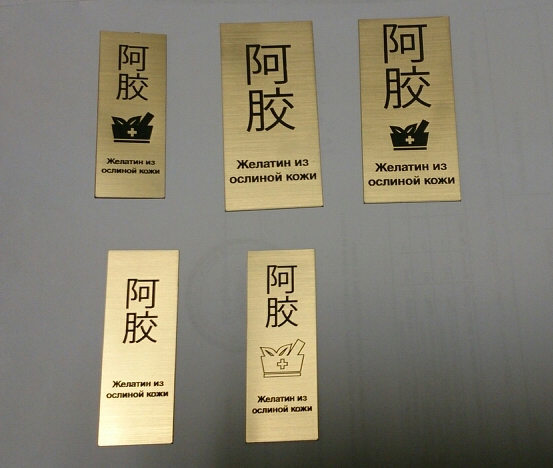 阿
胶
Желатин из
ослиной кожи
阿
胶
Желатин из
ослиной кожи
阿
胶
Желатин из
ослиной кожи
阿
胶
Желатин из
ослиной кожи
阿
胶
Желатин из
ослиной кожи